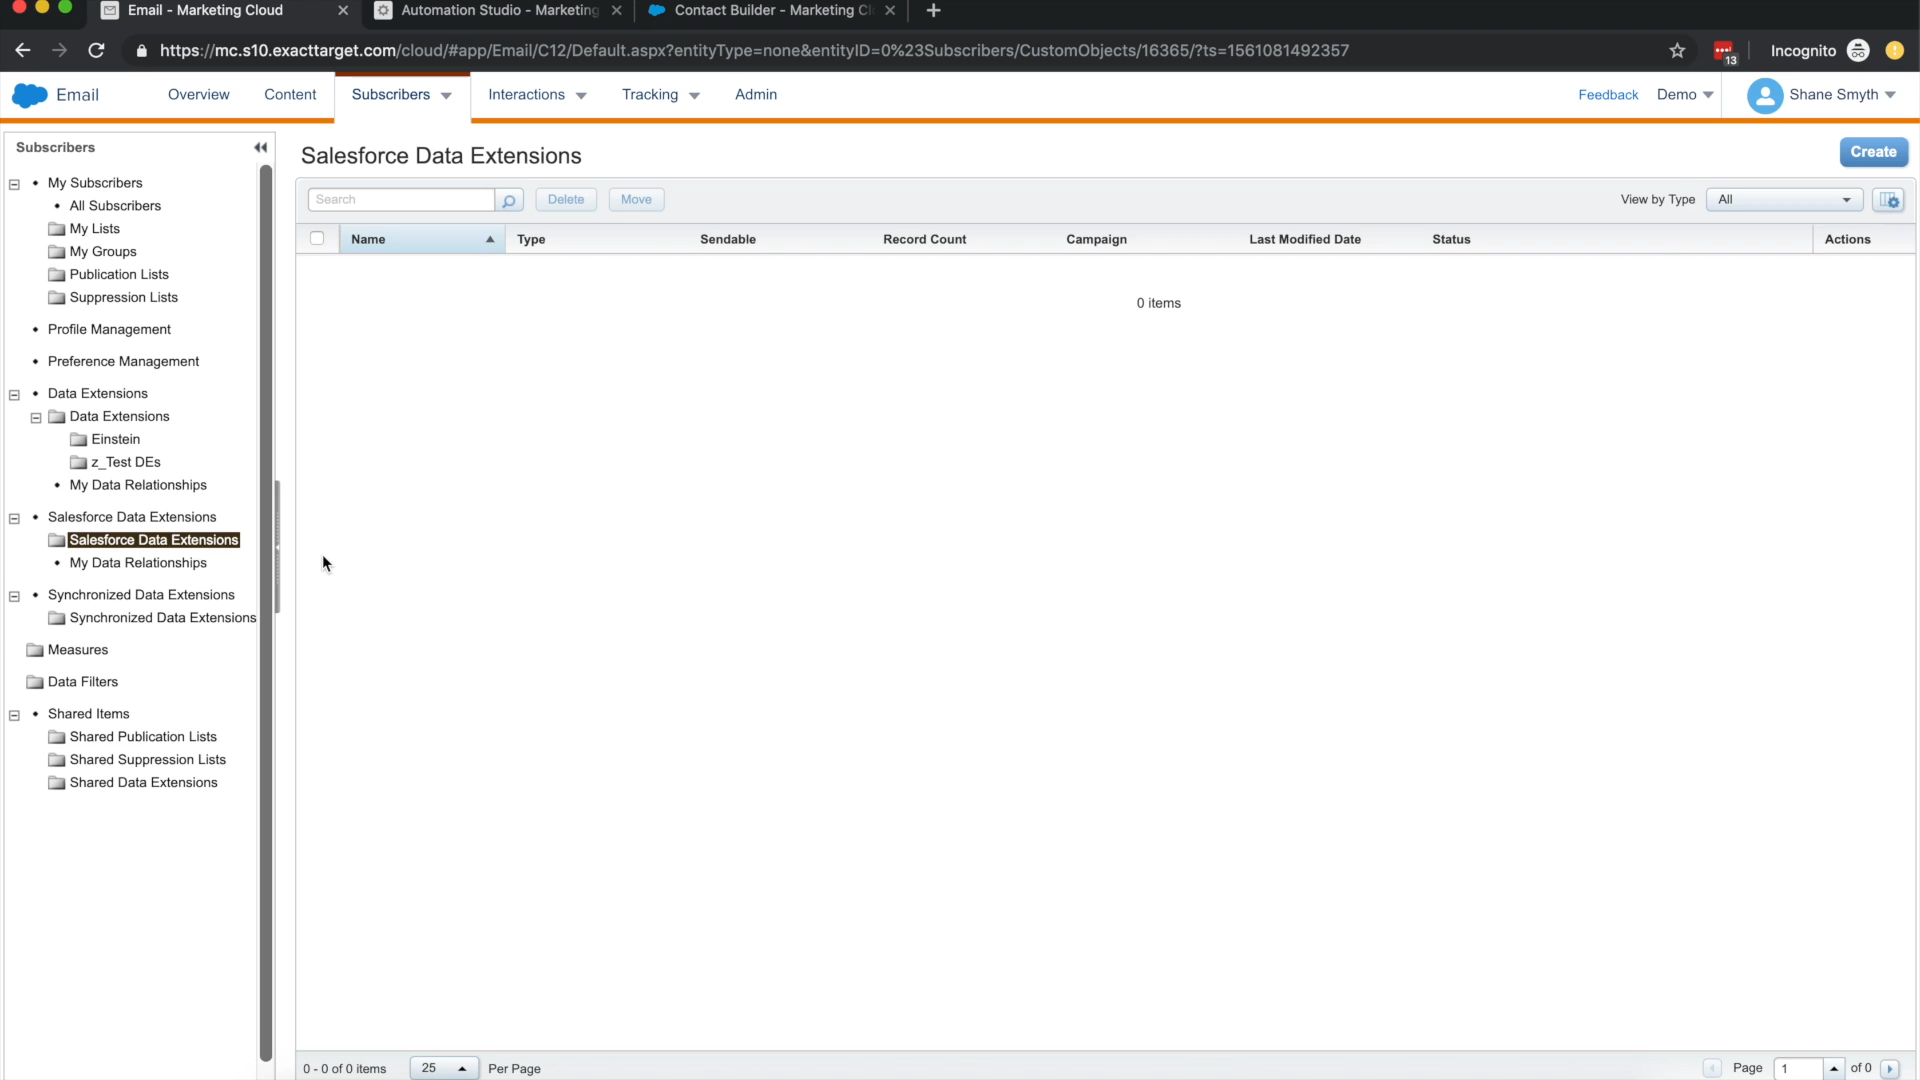 Email - Marketing Cloud
Automation Studio - Marketing
Contact Builder - Marketing Cl
https://mc.s10.exacttarget.com/cloud/#app/Email/C12/Default.aspx?entityType=none&entityID=0%23Subscribers/CustomObjects/16365/?ts=1561081492357
13
Incognito
Email
Overview
Content
Subscribers
Interactions
Tracking
Admin
Feedback
Demo
Shane Smyth
Subscribers
My Subscribers
All Subscribers
My Lists
My Groups
Publication Lists
Suppression Lists
Profile Management
Preference Management
Data Extensions
Data Extensions
Einstein
z_Test DEs
My Data Relationships
Salesforce Data Extensions
Salesforce Data Extensions
My Data Relationships
Synchronized Data Extensions
Synchronized Data Extensions
Measures
Data Filters
Shared Items
Shared Publication Lists
Shared Suppression Lists
Shared Data Extensions
Salesforce Data Extensions
Create
Search
Delete
Move
View by Type
All
Name
Type
Sendable
Record Count
Campaign
Last Modified Date
Status
Actions
0 items
0 - 0 of 0 items
25
Per Page
Page
1
of 0